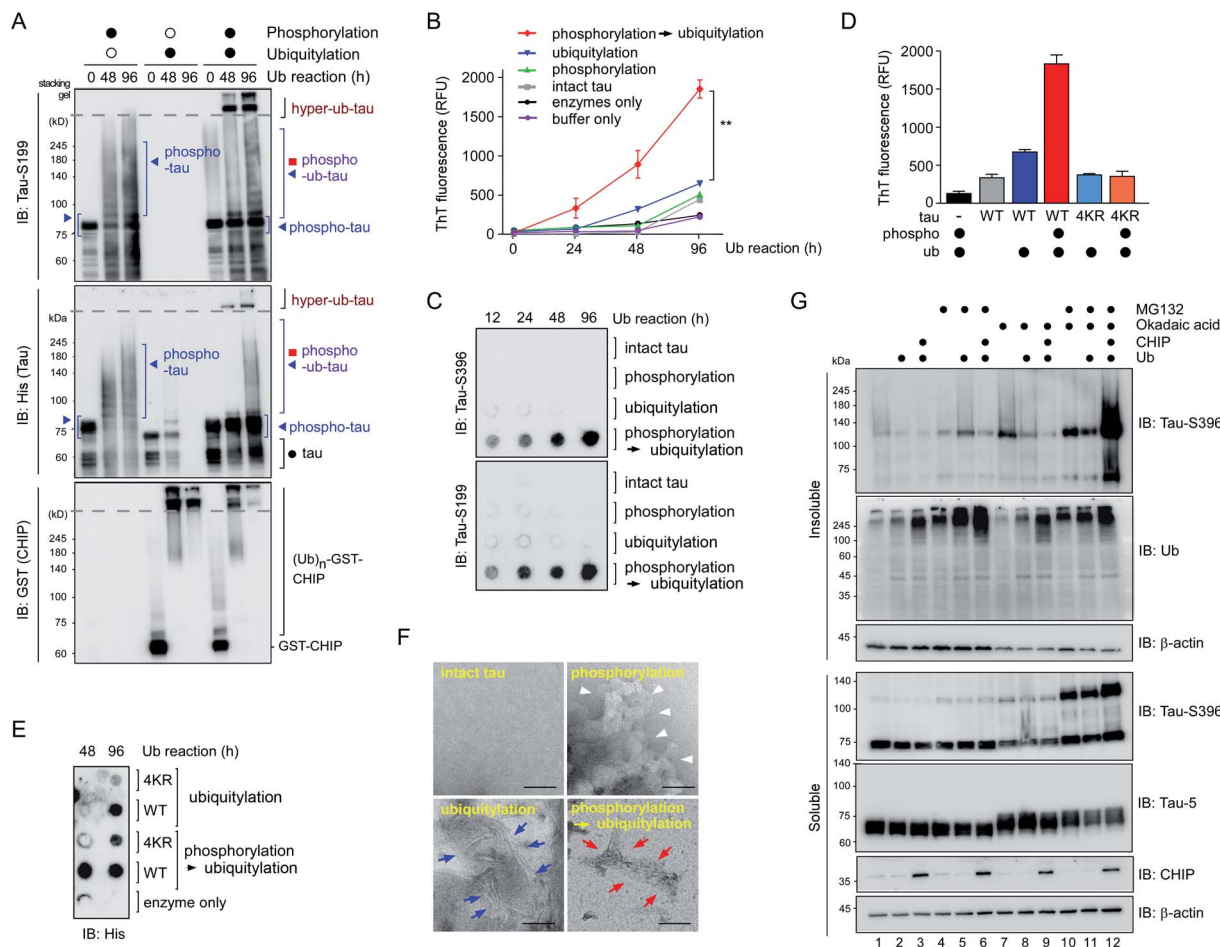 A
Phosphorylation
Ubiquitylation
0 48 96 0 48 96 0 48 96 Ub reaction (h)
stacking gel
(kD)
245
180
140
100
75
60
IB: Tau-S199
hyper-ub-tau
phospho
-tau
phospho
-ub-tau
phospho-tau
kDa
245
180
140
100
75
60
IB: His (Tau)
hyper-ub-tau
phospho
-tau
phospho
-ub-tau
phospho-tau
tau
(kD)
245
180
140
100
75
60
IB: GST (CHIP)
(Ub)n-GST-
CHIP
GST-CHIP
B
phosphorylation → ubiquitylation
ubiquitylation
phosphorylation
intact tau
enzymes only
buffer only
ThT fluorescence (RFU)
2000
1500
1000
500
0
**
0 24 48 96 Ub reaction (h)
C
12 24 48 96 Ub reaction (h)
IB: Tau-S396
intact tau
phosphorylation
ubiquitylation
phosphorylation
→ ubiquitylation
IB: Tau-S199
intact tau
phosphorylation
ubiquitylation
phosphorylation
→ ubiquitylation
D
ThT fluorescence (RFU)
2000
1500
1000
500
0
tau - WT WT WT 4KR 4KR
phospho
ub
E
Ub reaction (h)
48 96
4KR
WT
ubiquitylation
4KR
WT
phosphorylation
► ubiquitylation
enzyme only
IB: His
F
intact tau
phosphorylation
ubiquitylation
phosphorylation
→ ubiquitylation
G
MG132
Okadaic acid
CHIP
Ub
kDa
Insoluble
245
180
140
100
75
IB: Tau-S396
245
100
60
45
35
IB: Ub
45
IB: β-actin
Soluble
140
100
75
IB: Tau-S396
140
100
75
60
IB: Tau-5
35
IB: CHIP
45
IB: β-actin
1 2 3 4 5 6 7 8 9 10 11 12